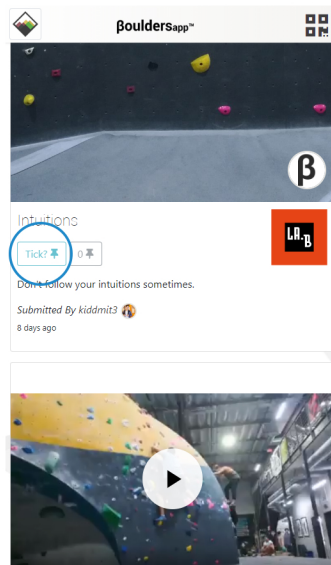 βouldersapp™
β
Intuitions
LA.B
Tick? 0
Don't follow your intuitions sometimes.
Submitted By kiddmit3
8 days ago